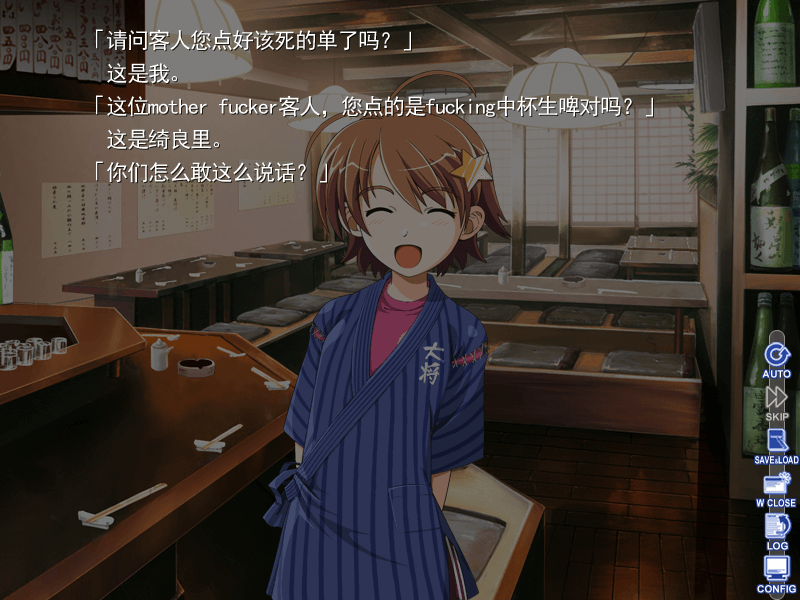 「请问客人您点好该死的单了吗？」
这是我。
「这位mother fucker客人，您点的是fucking中杯生啤对吗？」
这是绮良里。
「你们怎么敢这么说话？」
大将
AUTO
SKIP
SAVE&LOAD
W CLOSE
LOG
CONFIG